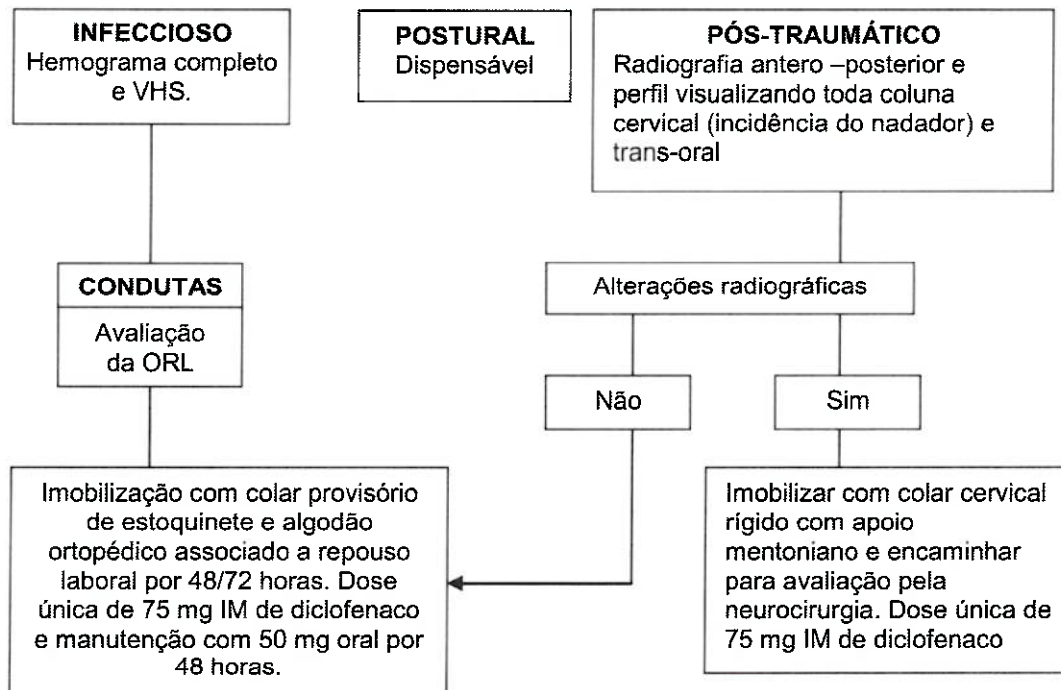 INFECCIOSO
Hemograma completo
e VHS.
POSTURAL
Dispensável
PÓS-TRAUMÁTICO
Radiografia antero –posterior e
perfil visualizando toda coluna
cervical (incidência do nadador) e
trans-oral
CONDUTAS
Avaliação
da ORL
Alterações radiográficas
Não
Sim
Imobilização com colar provisório
de estoquinete e algodão
ortopédico associado a repouso
laboral por 48/72 horas. Dose
única de 75 mg IM de diclofenaco
e manutenção com 50 mg oral por
48 horas.
Imobilizar com colar cervical
rígido com apoio
mentoniano e encaminhar
para avaliação pela
neurocirurgia. Dose única de
75 mg IM de diclofenaco